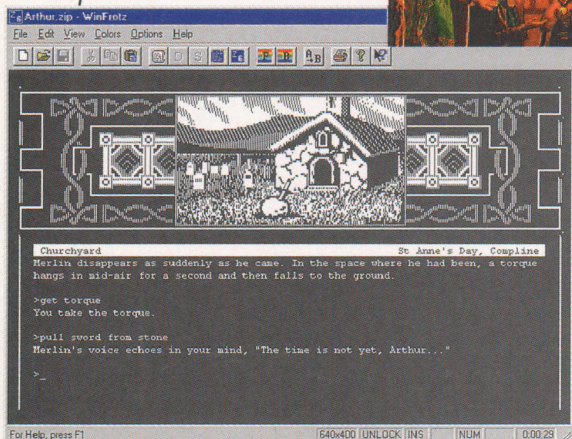 Arthur.zip - WinFrotz
File Edit View Colors Options Help
Churchyard St Anne's Day, Compline
Merlin disappears as suddenly as he came. In the space where he had been, a torque
hangs in mid-air for a second and then falls to the ground.
>get torque
You take the torque.
>pull sword from stone
Merlin's voice echoes in your mind, "The time is not yet, Arthur..."
>_
For Help, press F1 640x400 UNLOCK INS NUM 0:00:29